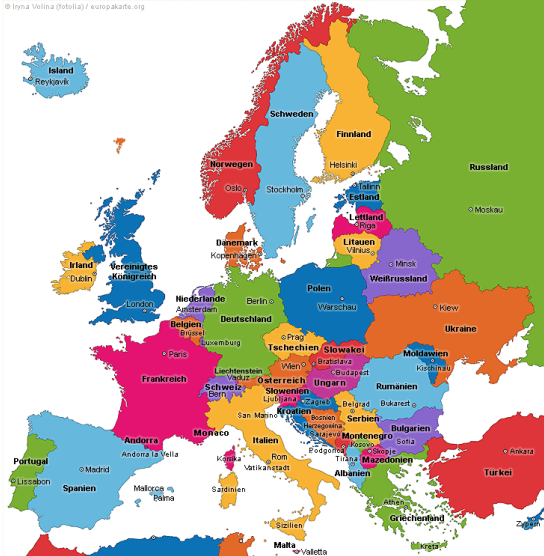 © Iryna Volina (fotolia) / europakarte.org
Island
Reykjavik
Schweden
Finnland
Norwegen
Helsinki
Russland
Oslo
Stockholm
Tallinn
Estland
Moskau
Lettland
Riga
Dänemark
Kopenhagen
Litauen
Vilnius
Irland
Dublin
Vereinigtes
Königreich
Minsk
Weißrussland
London
Niederlande
Amsterdam
Berlin
Polen
Warschau
Deutschland
Belgien
Brüssel
Luxemburg
Kiew
Ukraine
Prag
Tschechien
Paris
Slowakei
Bratislava
Moldawien
Kischinau
Frankreich
Liechtenstein
Vaduz
Wien
Österreich
Budapest
Ungarn
Schweiz
Bern
Slowenien
Ljubljana
Zagreb
Kroatien
Rumänien
Bukarest
San Marino
Belgrad
Serbien
Bosnien
Herzegowina
Sarajevo
Monaco
Andorra
Andorra la Vella
Italien
Montenegro
Kosovo
Podgorica
Bulgarien
Sofia
Skopje
Mazedonien
Korsika
Rom
Vatikanstadt
Tirana
Albanien
Portugal
Lissabon
Madrid
Spanien
Mallorca
Palma
Sardinien
Ankara
Türkei
Athen
Griechenland
Sizilien
Zypern
Malta
Valletta
Kreta